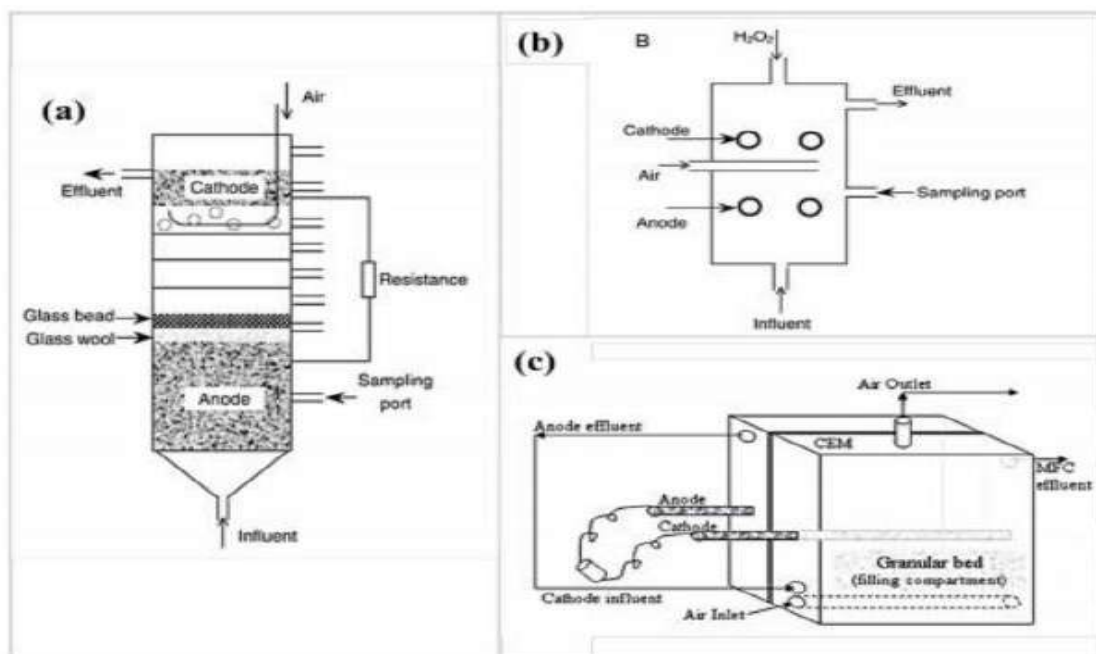 (a)
Air
Effluent
Cathode
Resistance
Glass bead
Glass wool
Anode
Sampling
port
Influent
(b)
B
H₂O₂
Effluent
Cathode
Air
Sampling port
Anode
Influent
(c)
Air Outlet
Anode effluent
CEM
MFC
effluent
Anode
Cathode
Granular bed
(filling compartment)
Cathode influent
Air Inlet